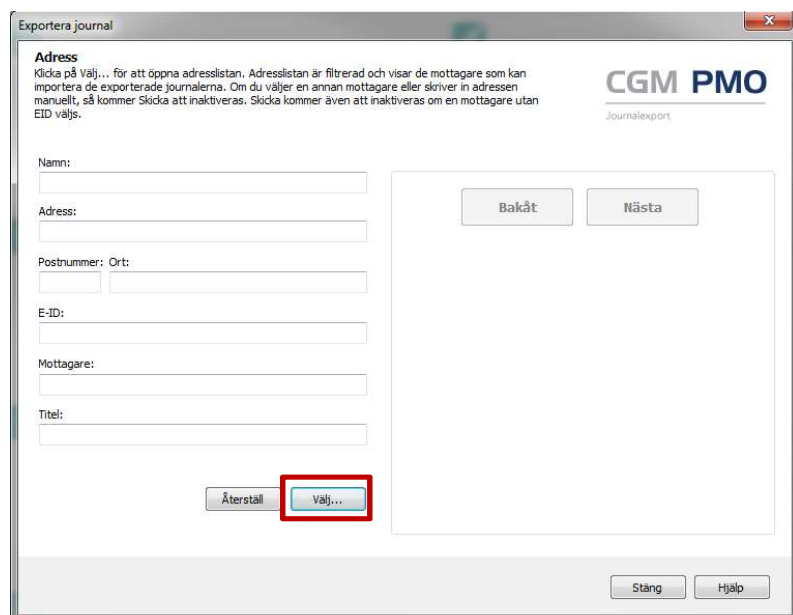 Exportera journal
x
Adress
Klicka på Välj... för att öppna adresslistan. Adresslistan är filtrerad och visar de mottagare som kan
importera de exporterade journalerna. Om du väljer en annan mottagare eller skriver in adressen
manuellt, så kommer Skicka att inaktiveras. Skicka kommer även att inaktiveras om en mottagare utan
EID väljs.
CGM PMO
Journalexport
Namn:
Adress:
Postnummer: Ort:
E-ID:
Mottagare:
Titel:
Bakåt Nästa
Återställ Välj...
Stäng Hjälp